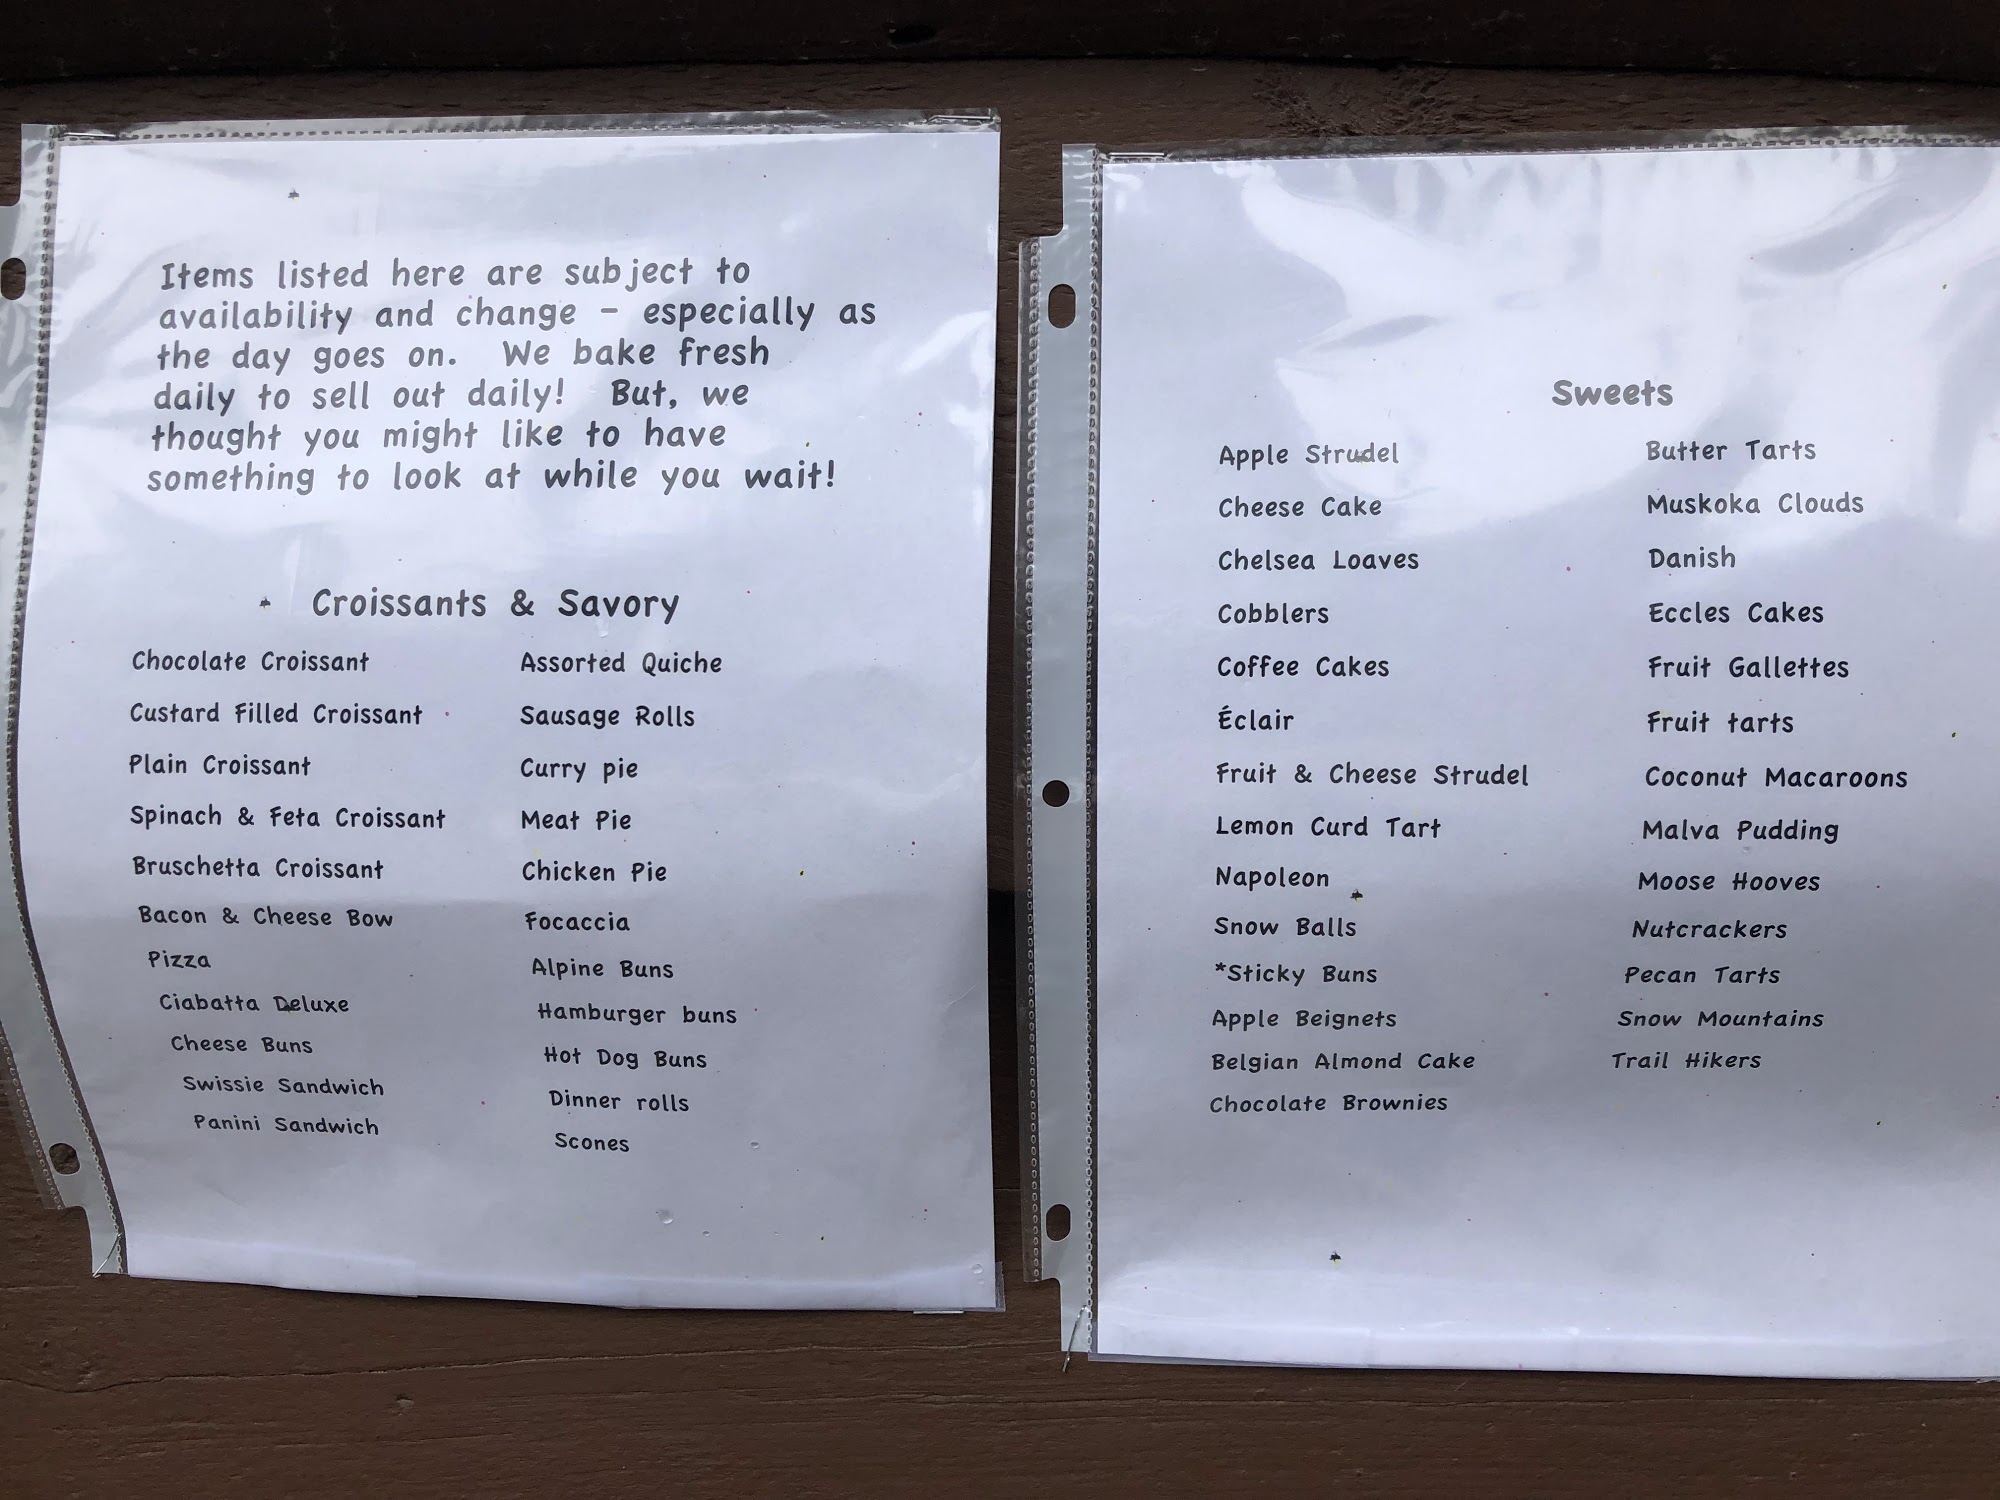 Items listed here are subject to
availability and change - especially as
the day goes on. We bake fresh
daily to sell out daily! But, we
thought you might like to have
something to look at while you wait!
Croissants & Savory
Chocolate Croissant
Custard Filled Croissant
Plain Croissant
Spinach & Feta Croissant
Bruschetta Croissant
Bacon & Cheese Bow
Pizza
Ciabatta Deluxe
Cheese Buns
Swissie Sandwich
Panini Sandwich
Assorted Quiche
Sausage Rolls
Curry pie
Meat Pie
Chicken Pie
Focaccia
Alpine Buns
Hamburger buns
Hot Dog Buns
Dinner rolls
Scones
Sweets
Apple Strudel
Cheese Cake
Chelsea Loaves
Cobblers
Coffee Cakes
Éclair
Fruit & Cheese Strudel
Lemon Curd Tart
Napoleon
Snow Balls
*Sticky Buns
Apple Beignets
Belgian Almond Cake
Chocolate Brownies
Butter Tarts
Muskoka Clouds
Danish
Eccles Cakes
Fruit Gallettes
Fruit tarts
Coconut Macaroons
Malva Pudding
Moose Hooves
Nutcrackers
Pecan Tarts
Snow Mountains
Trail Hikers